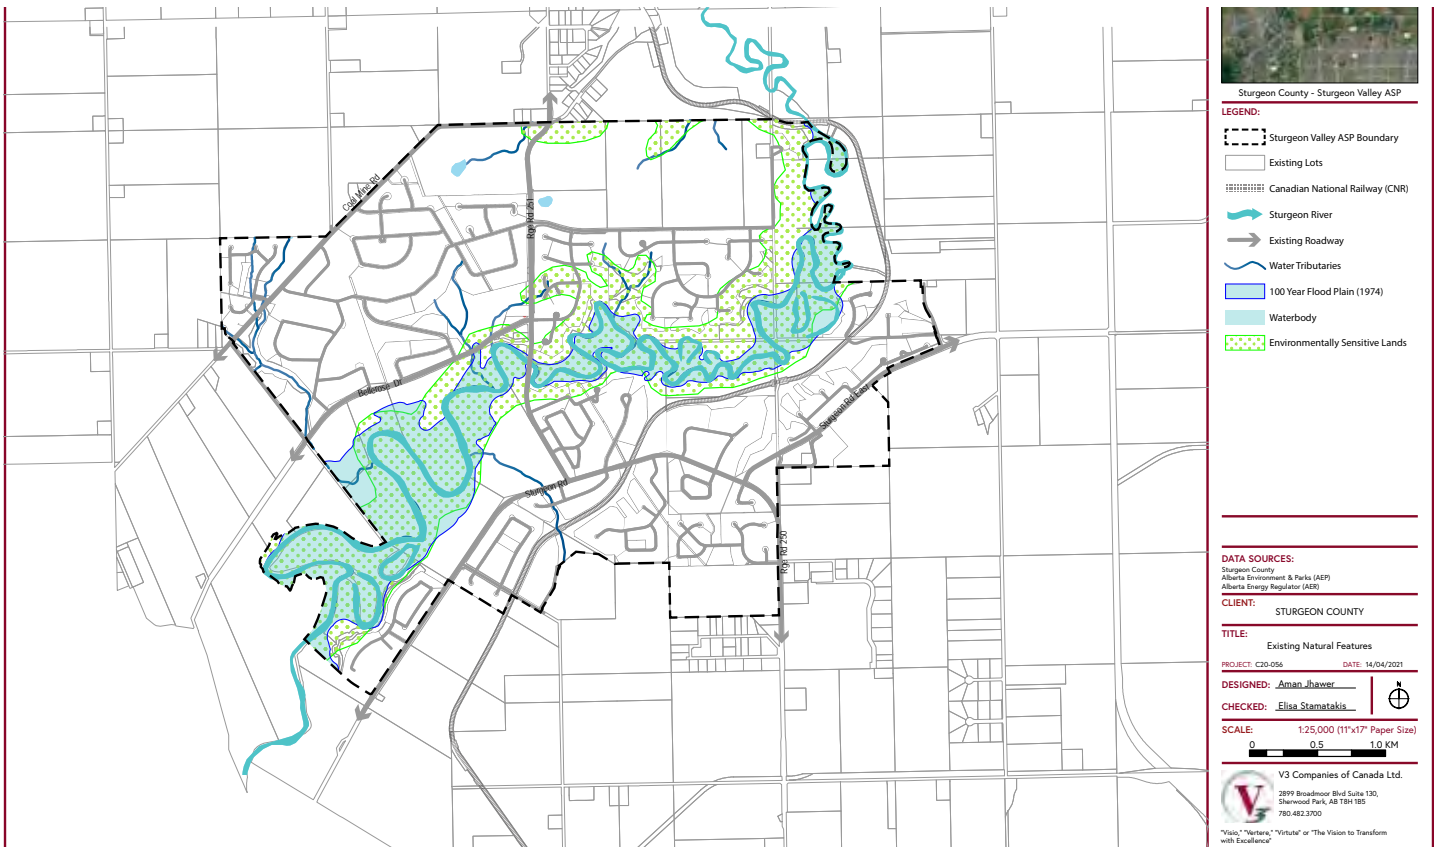 Coal Mine Rd
Rge Rd 251
Bellerose Dr
Sturgeon Rd East
Sturgeon Rd
Rge Rd 250
Sturgeon County - Sturgeon Valley ASP
LEGEND:
Sturgeon Valley ASP Boundary
Existing Lots
Canadian National Railway (CNR)
Sturgeon River
Existing Roadway
Water Tributaries
100 Year Flood Plain (1974)
Waterbody
Environmentally Sensitive Lands
DATA SOURCES:
Sturgeon County
Alberta Environment & Parks (AEP)
Alberta Energy Regulator (AER)
CLIENT:
STURGEON COUNTY
TITLE:
Existing Natural Features
PROJECT: C20-056 DATE: 14/04/2021
DESIGNED: Aman Jhawer
N
CHECKED: Elisa Stamatakis
SCALE: 1:25,000 (11"x17" Paper Size)
0 0.5 1.0 KM
V3 Companies of Canada Ltd.
2899 Broadmoor Blvd Suite 130,
Sherwood Park, AB T8H 1B5
780.482.3700
V3
"Visio," "Vertere," "Virtute" or "The Vision to Transform
with Excellence"